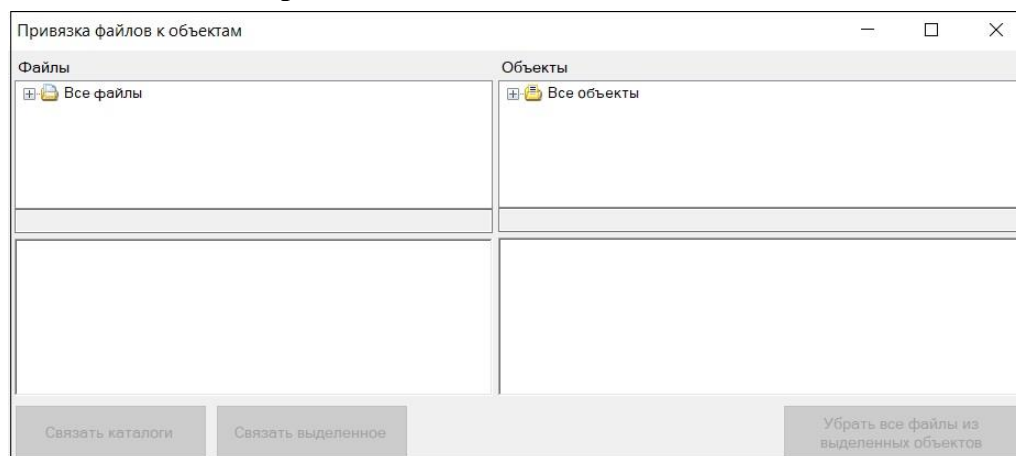 Привязка файлов к объектам
Файлы
Объекты
Все файлы
Все объекты
Связать каталоги
Связать выделенное
Убрать все файлы из
выделенных объектов